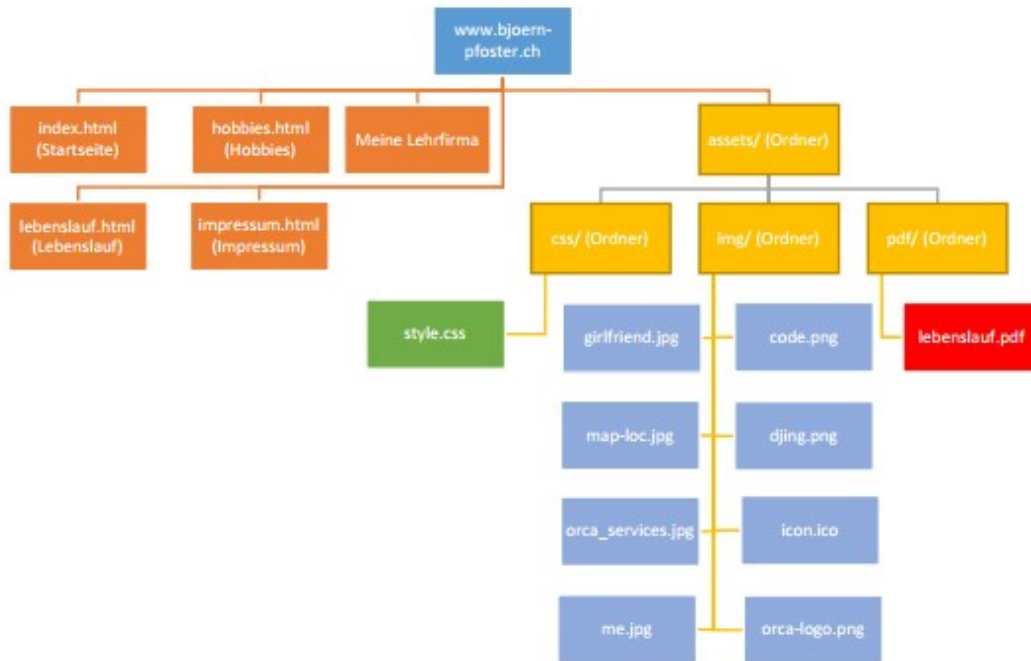 www.bjoern-
pfoster.ch
index.html
(Startseite)
hobbies.html
(Hobbies)
Meine Lehrfirma
assets/ (Ordner)
lebenslauf.html
(Lebenslauf)
impressum.html
(Impressum)
css/ (Ordner)
img/ (Ordner)
pdf/ (Ordner)
style.css
girlfriend.jpg
code.png
lebenslauf.pdf
map-loc.jpg
djing.png
orca_services.jpg
icon.ico
me.jpg
orca-logo.png